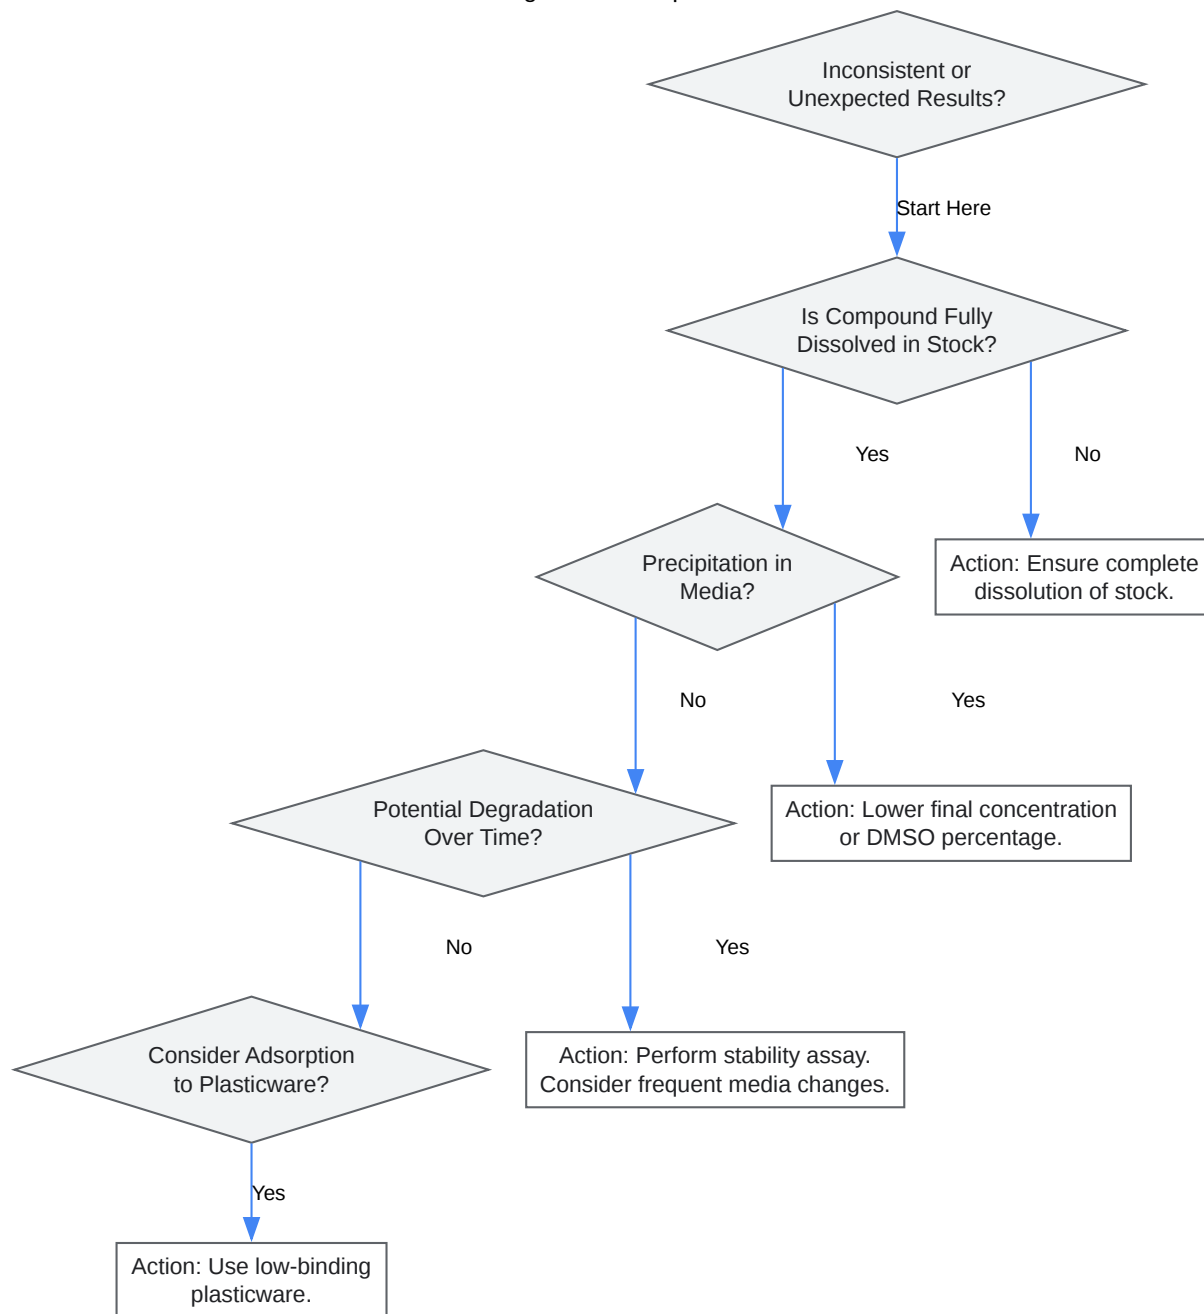 Inconsistent or
Unexpected Results?
Start Here
Is Compound Fully
Dissolved in Stock?
Yes
No
Precipitation in
Media?
Action: Ensure complete
dissolution of stock.
No
Yes
Potential Degradation
Over Time?
Action: Lower final concentration
or DMSO percentage.
No
Yes
Consider Adsorption
to Plasticware?
Action: Perform stability assay.
Consider frequent media changes.
Yes
Action: Use low-binding
plasticware.